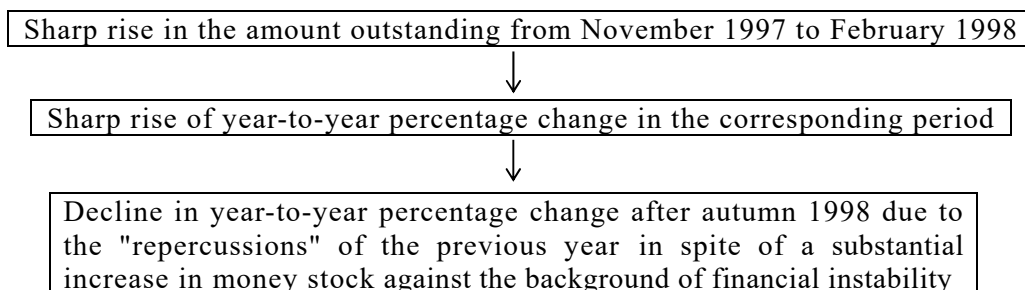 Sharp rise in the amount outstanding from November 1997 to February 1998
Sharp rise of year-to-year percentage change in the corresponding period
Decline in year-to-year percentage change after autumn 1998 due to
the "repercussions" of the previous year in spite of a substantial
increase in money stock against the background of financial instability